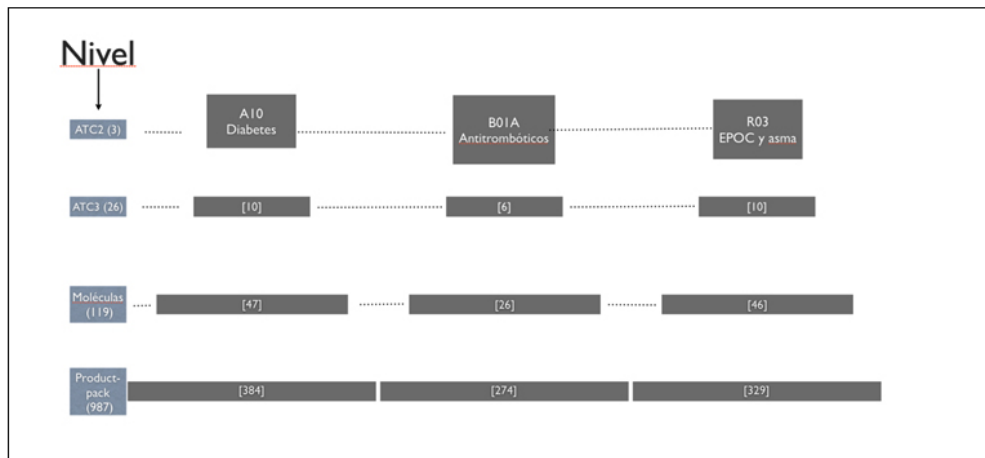 Nivel
ATC2 (3)
A10
Diabetes
B01A
Antitrombóticos
R03
EPOC y asma
ATC3 (26)
[10]
[6]
[10]
Moléculas
(119)
[47]
[26]
[46]
Product-
pack
(987)
[384]
[274]
[329]